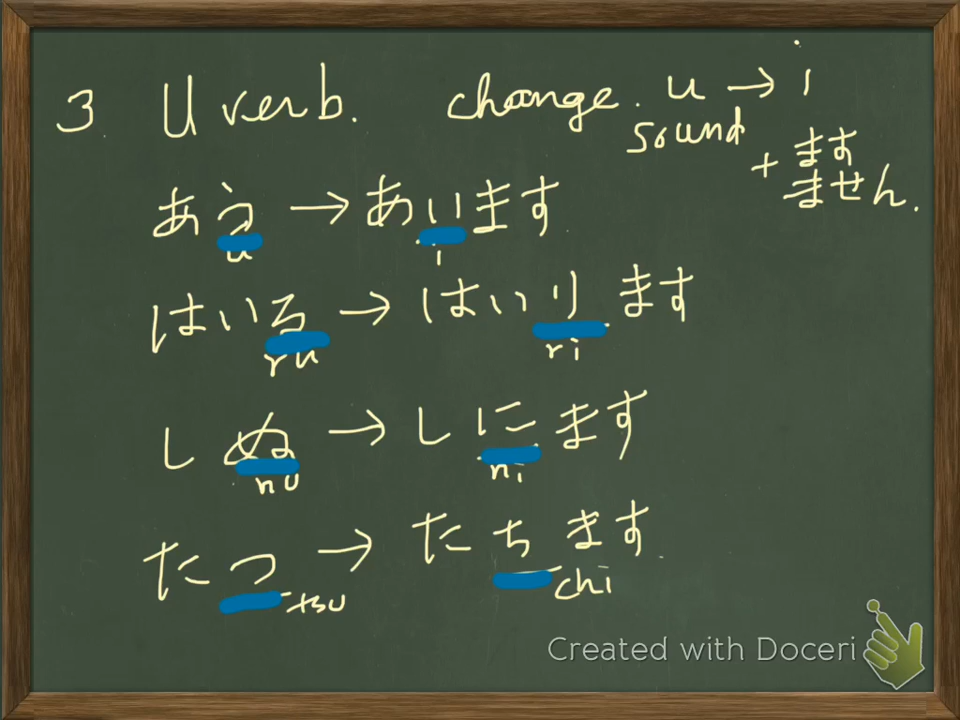 3. U verb. change. u → i
sound
+ ます
ません.
あう → あいます
u i
はいる → はいります
ru ri
しぬ → しにます
nu ni
たつ → たちます.
tsu chi
Created with Doceri